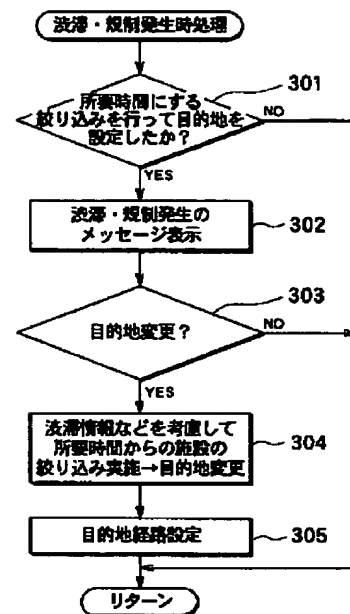 渋滞・規制発生時処理
301
所要時間にする
絞り込みを行って目的地を
設定したか？
NO
YES
渋滞・規制発生の
メッセージ表示
302
303
目的地変更？
NO
YES
渋滞情報などを考慮して
所要時間からの施設の
絞り込み実施→目的地変更
304
目的地経路設定
305
リターン